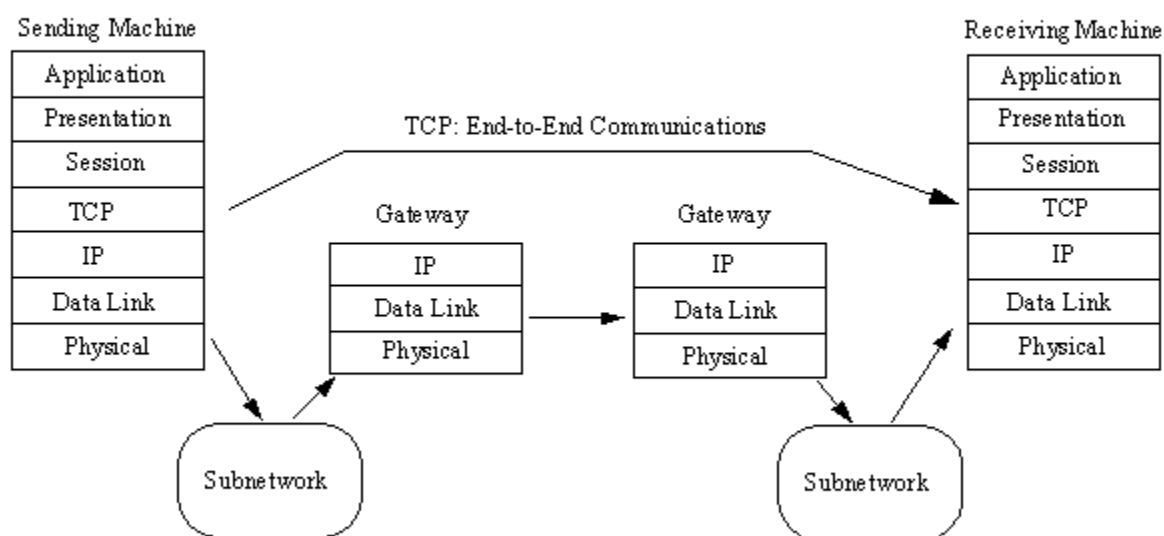 Sending Machine
Application
Presentation
Session
TCP
IP
Data Link
Physical
TCP: End-to-End Communications
Gateway
IP
Data Link
Physical
Gateway
IP
Data Link
Physical
Receiving Machine
Application
Presentation
Session
TCP
IP
Data Link
Physical
Subnetwork
Subnetwork